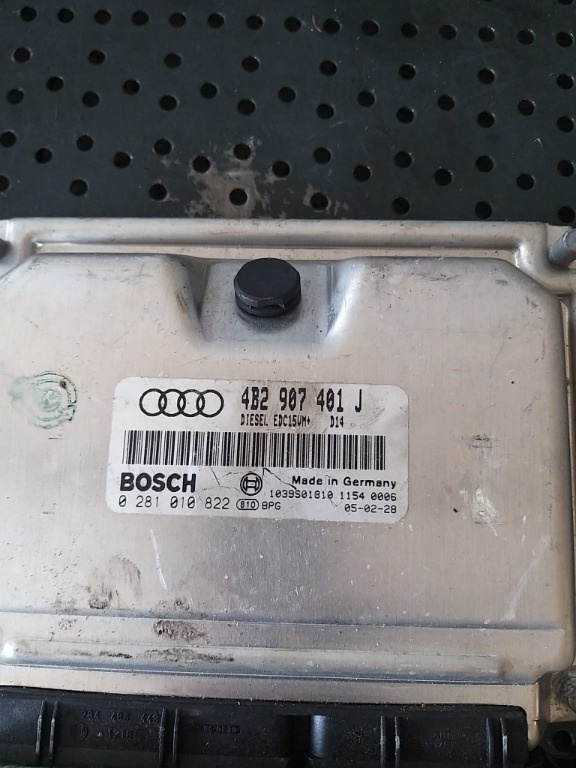 4B2 907 401 J
DIESEL EDC15VM+ D14
BOSCH
Made in Germany
1039S01810 1154 0006
0 281 010 822 810 BPG
05-02-28